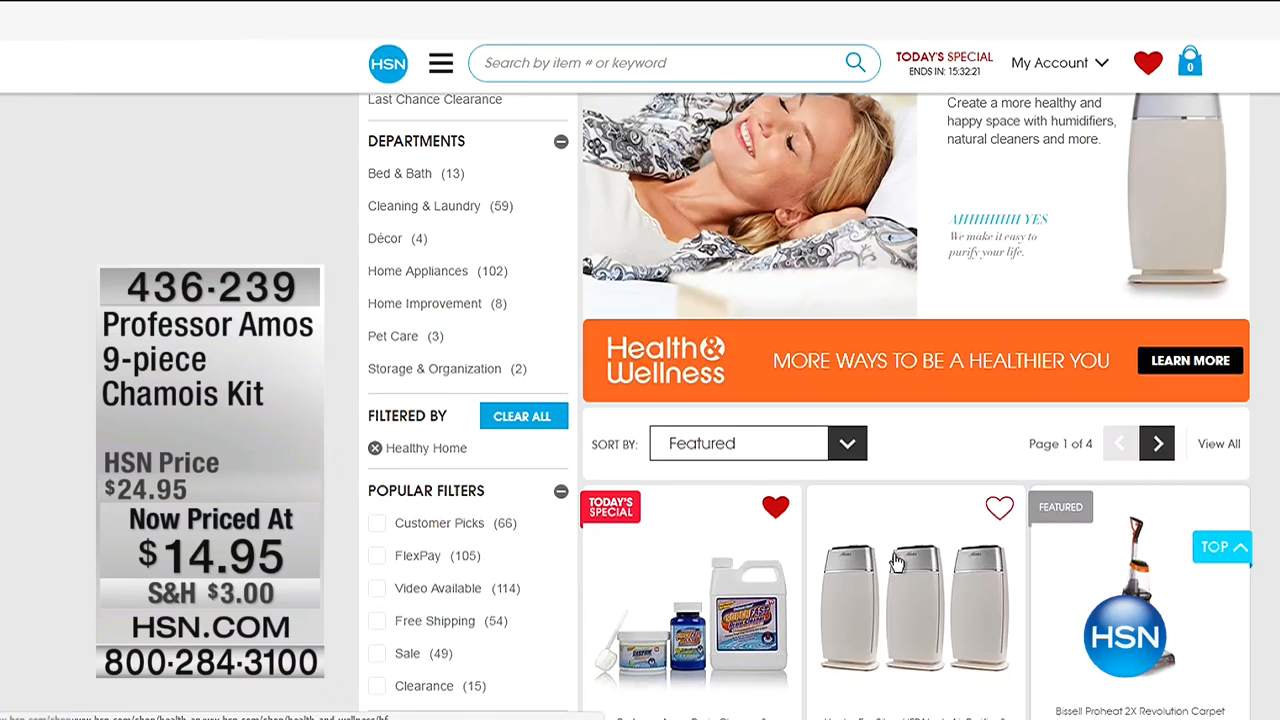 HSN
Search by item # or keyword
TODAY'S SPECIAL
ENDS IN: 15:32:21
My Account
0
Last Chance Clearance
DEPARTMENTS
Bed & Bath (13)
Cleaning & Laundry (59)
Décor (4)
Home Appliances (102)
Home Improvement (8)
Pet Care (3)
Storage & Organization (2)
FILTERED BY
CLEAR ALL
Healthy Home
POPULAR FILTERS
Customer Picks (66)
FlexPay (105)
Video Available (114)
Free Shipping (54)
Sale (49)
Clearance (15)
Create a more healthy and
happy space with humidifiers,
natural cleaners and more.
AHHHHHH YES
We make it easy to
purify your life.
Health &
Wellness
MORE WAYS TO BE A HEALTHIER YOU
LEARN MORE
SORT BY:
Featured
Page 1 of 4
View All
TODAY'S
SPECIAL
FEATURED
TOP
HSN
Bissell Proheat 2X Revolution Carpet
436-239
Professor Amos
9-piece
Chamois Kit
HSN Price
$24.95
Now Priced At
$14.95
S&H $3.00
HSN.COM
800-284-3100